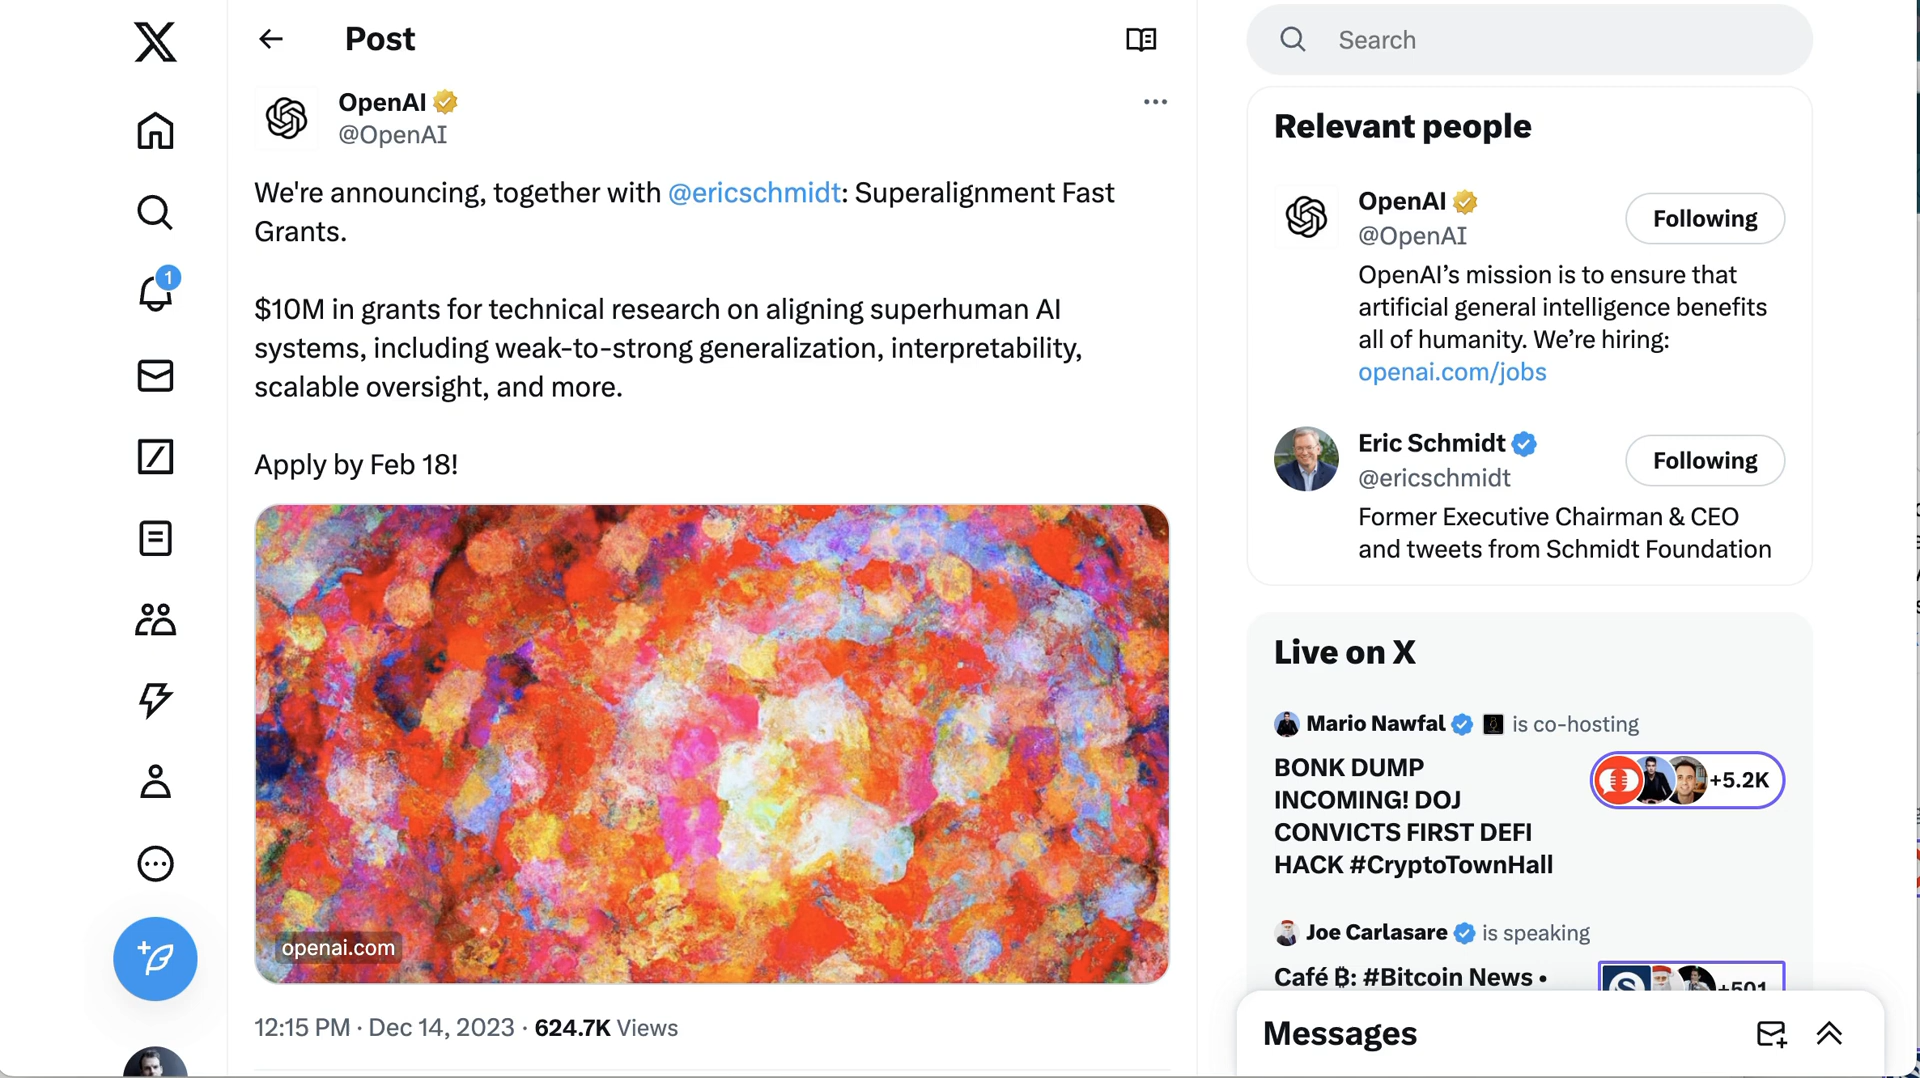 Post
OpenAI
@OpenAI
We're announcing, together with @ericschmidt: Superalignment Fast
Grants.
$10M in grants for technical research on aligning superhuman AI
systems, including weak-to-strong generalization, interpretability,
scalable oversight, and more.
Apply by Feb 18!
openai.com
12:15 PM · Dec 14, 2023 · 624.7K Views
1
Search
Relevant people
OpenAI
@OpenAI
Following
OpenAI’s mission is to ensure that
artificial general intelligence benefits
all of humanity. We’re hiring:
openai.com/jobs
Eric Schmidt
@ericschmidt
Following
Former Executive Chairman & CEO
and tweets from Schmidt Foundation
Live on X
Mario Nawfal is co-hosting
BONK DUMP
INCOMING! DOJ
CONVICTS FIRST DEFI
HACK #CryptoTownHall
+5.2K
Joe Carlasare is speaking
Café ₿: #Bitcoin News •
+501
Messages